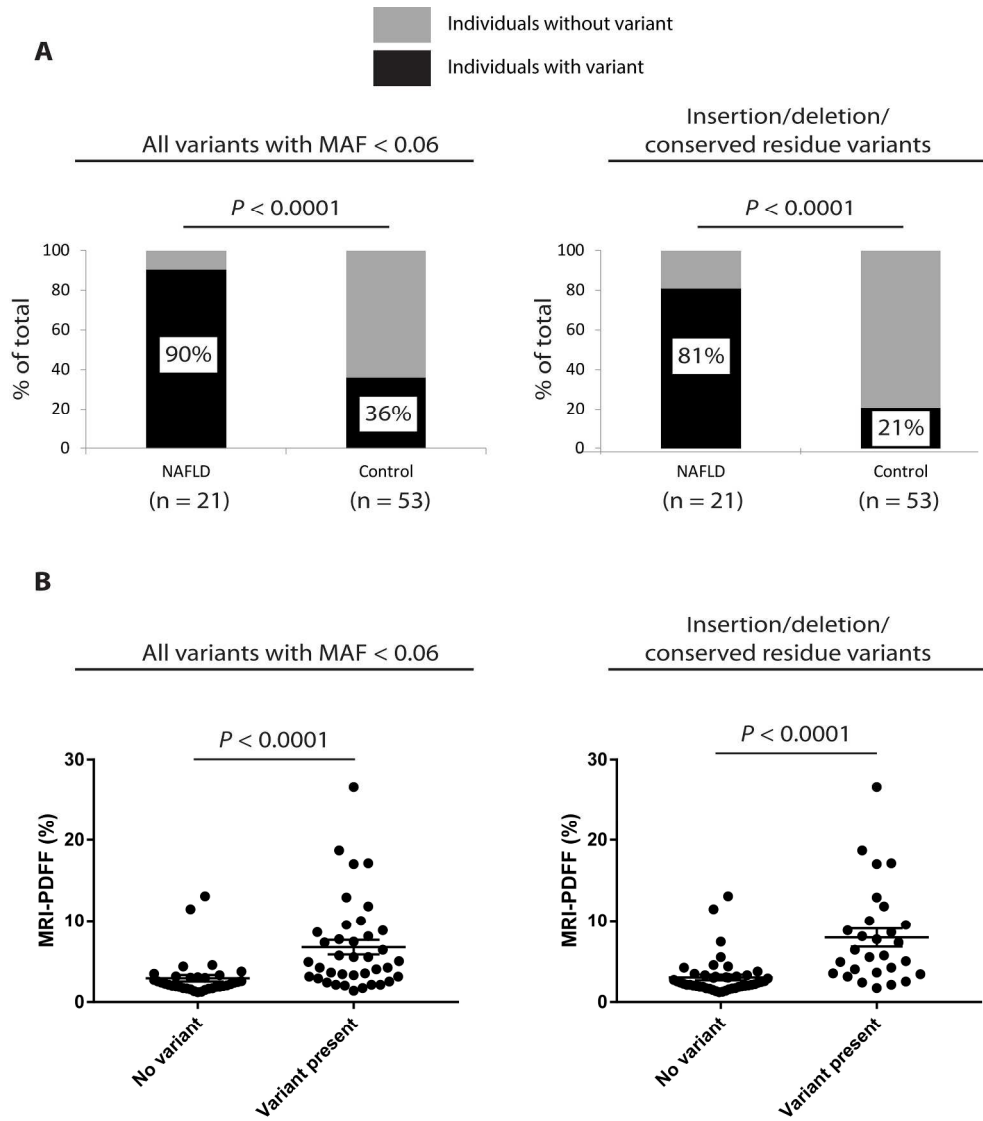 Individuals without variant
A
Individuals with variant
All variants with MAF < 0.06
Insertion/deletion/
conserved residue variants
P < 0.0001
P < 0.0001
% of total
100
80
60
40
20
0
90%
36%
NAFLD
Control
(n = 21)
(n = 53)
% of total
100
80
60
40
20
0
81%
21%
NAFLD
Control
(n = 21)
(n = 53)
B
All variants with MAF < 0.06
Insertion/deletion/
conserved residue variants
P < 0.0001
P < 0.0001
MRI-PDFF (%)
30
20
10
0
No variant
Variant present
MRI-PDFF (%)
30
20
10
0
No variant
Variant present